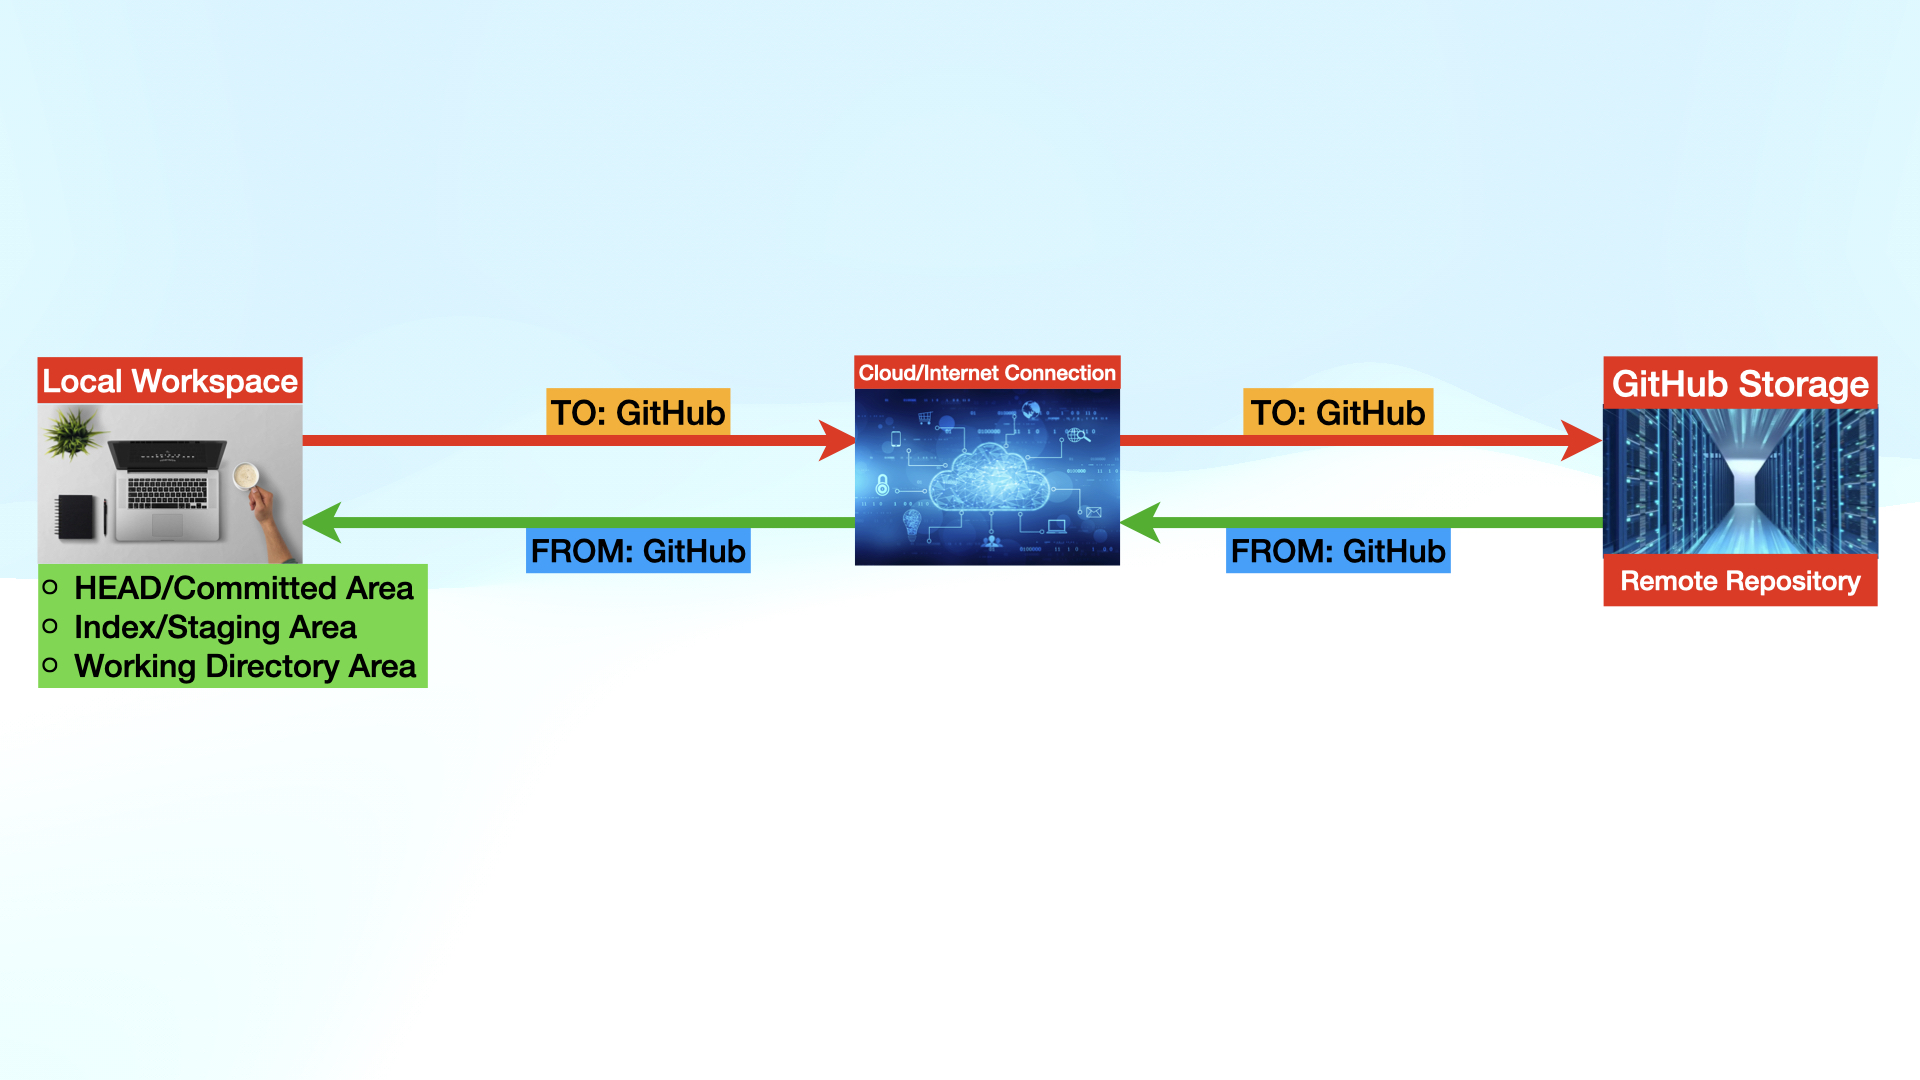 Local Workspace
HEAD/Committed Area
Index/Staging Area
Working Directory Area
TO: GitHub
FROM: GitHub
Cloud/Internet Connection
TO: GitHub
FROM: GitHub
GitHub Storage
Remote Repository